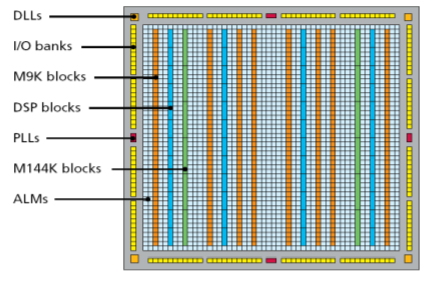 DLLs
I/O banks
M9K blocks
DSP blocks
PLLs
M144K blocks
ALMs